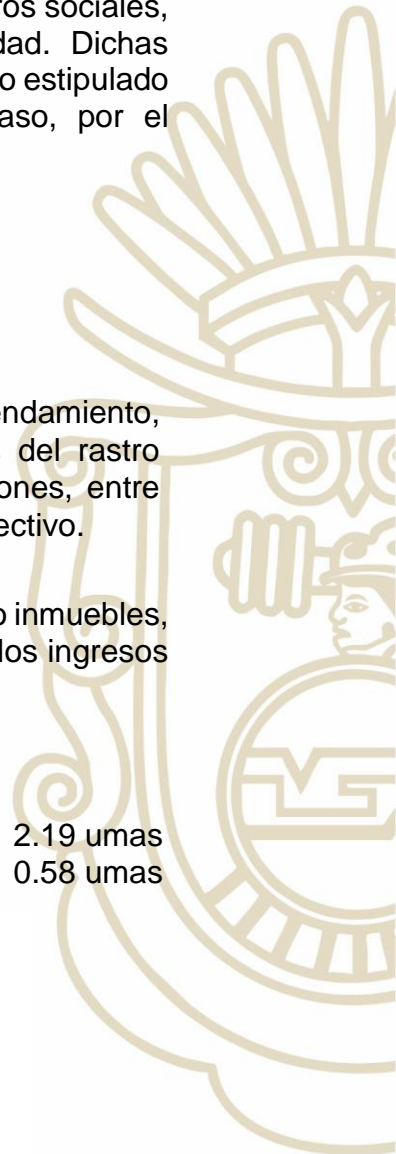 ros sociales,
dad. Dichas
o estipulado
aso, por el
endamiento,
del rastro
ones, entre
ectivo.
o inmuebles,
los ingresos
2.19 umas
0.58 umas